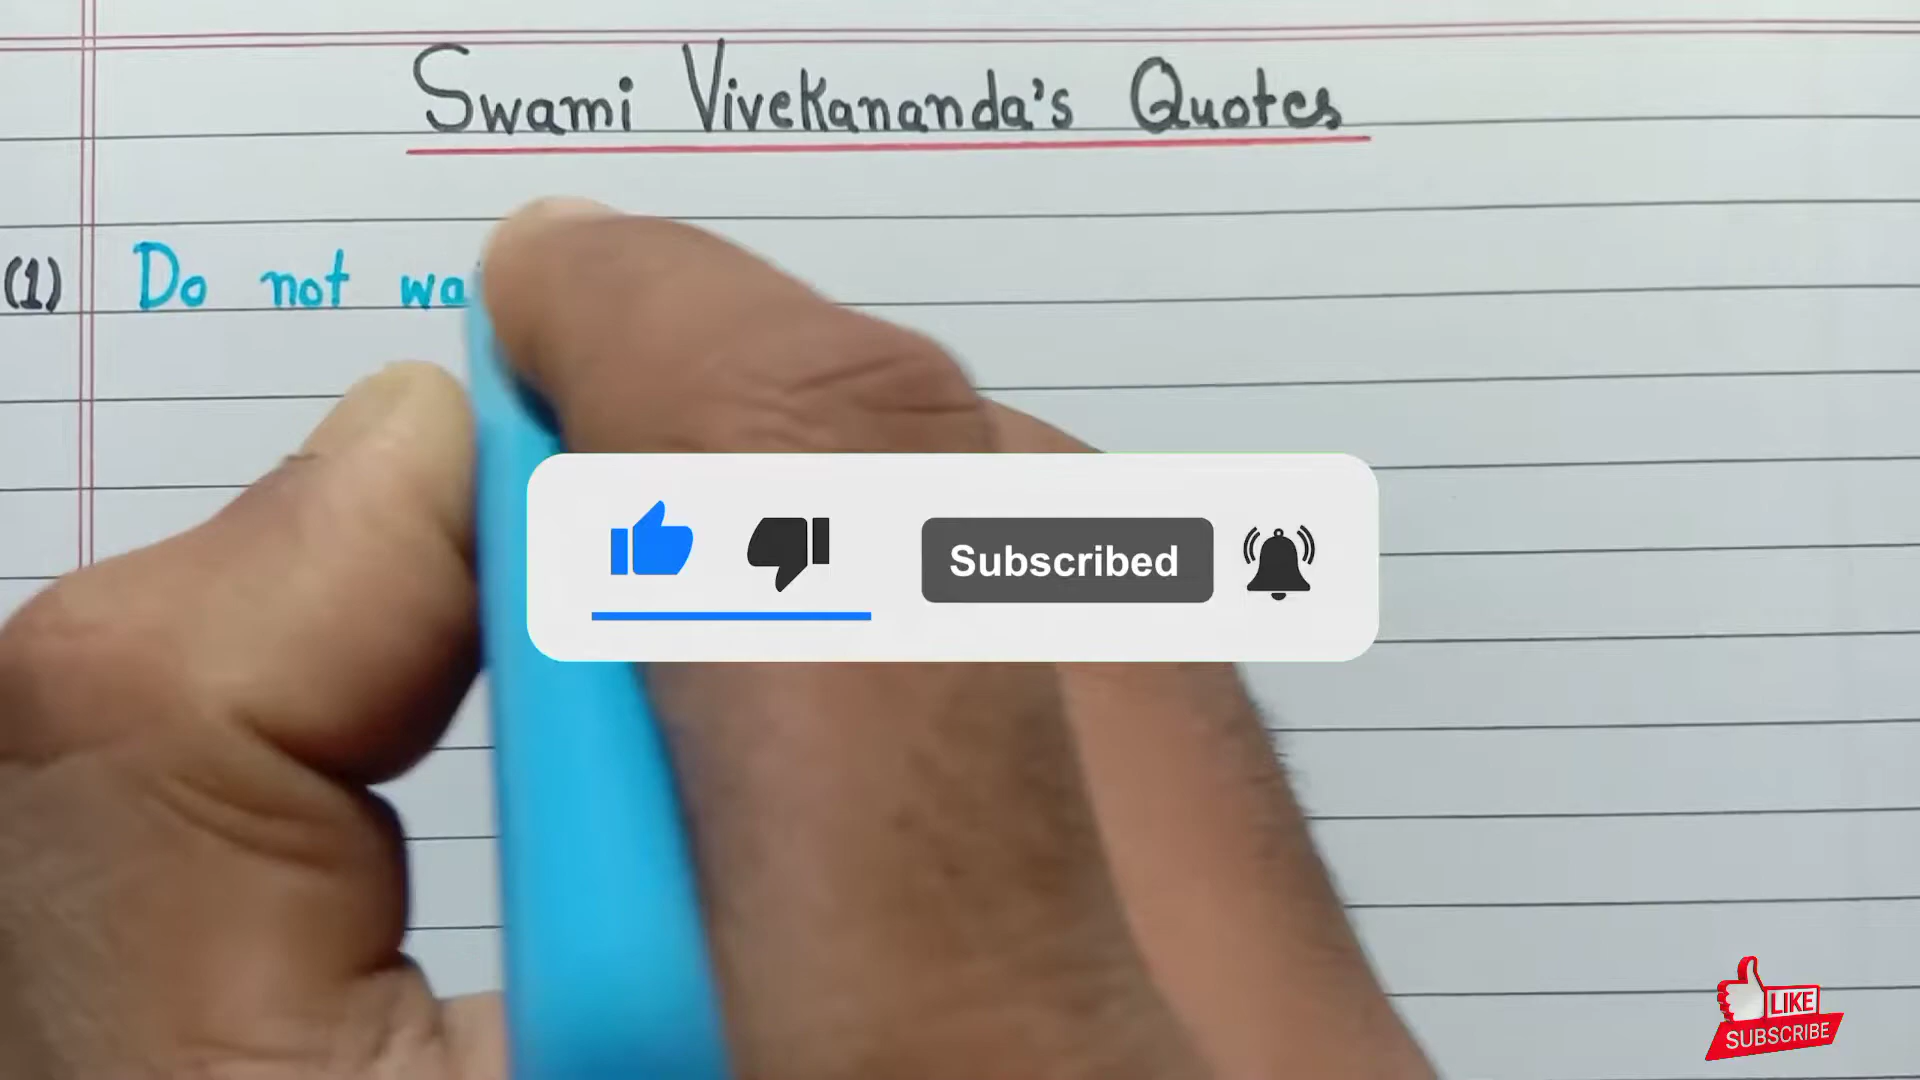 Swami Vivekananda's Quotes
(1) Do not wa
Subscribed
LIKE
SUBSCRIBE